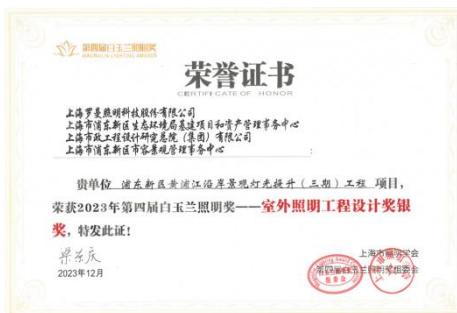 第四届白玉兰照明奖
MAGNOLIA LIGHTING AWARDS
荣誉证书
CERTIFICATE OF HONOR
上海罗曼照明科技股份有限公司
上海市浦东新区生态环境局基建项目和资产管理事务中心
上海市政工程设计研究总院（集团）有限公司
上海市浦东新区市容景观管理事务中心
贵单位 浦东新区黄浦江沿岸景观灯光提升（三期）工程 项目，
荣获2023年第四届白玉兰照明奖——室外照明工程设计奖银
奖，特发此证！
2023年12月
上海市照明学会
第四届白玉兰照明奖组委会